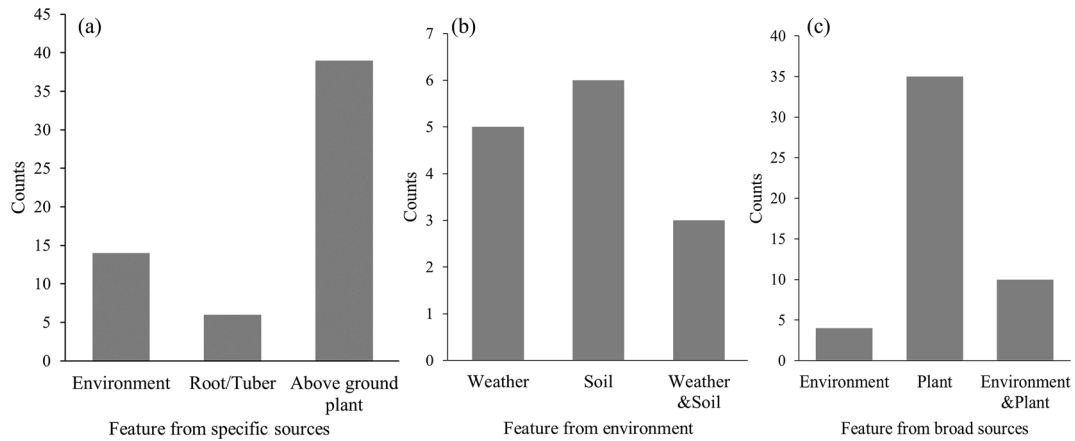 (a)
45
40
35
30
25
20
15
10
5
0
Counts
Environment
Root/Tuber
Above ground
plant
Feature from specific sources
(b)
7
6
5
4
3
2
1
0
Counts
Weather
Soil
Weather
&Soil
Feature from environment
(c)
40
35
30
25
20
15
10
5
0
Counts
Environment
Plant
Environment
&Plant
Feature from broad sources